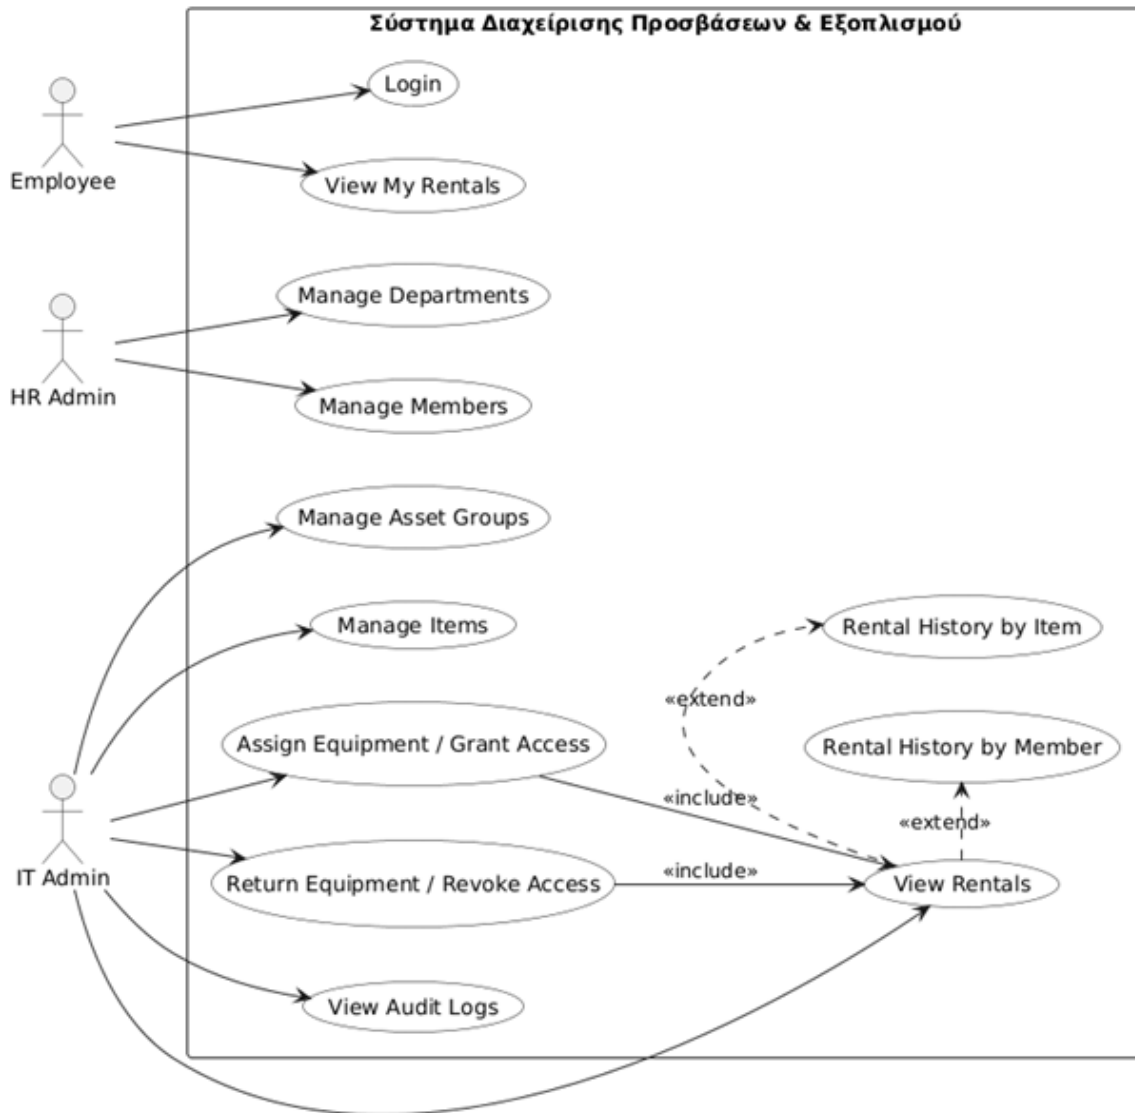 Σύστημα Διαχείρισης Προσβάσεων & Εξοπλισμού
Login
Employee
View My Rentals
Manage Departments
HR Admin
Manage Members
Manage Asset Groups
Manage Items
Rental History by Item
«extend»
Assign Equipment / Grant Access
Rental History by Member
«include»
«extend»
IT Admin
Return Equipment / Revoke Access
«include»
View Rentals
View Audit Logs